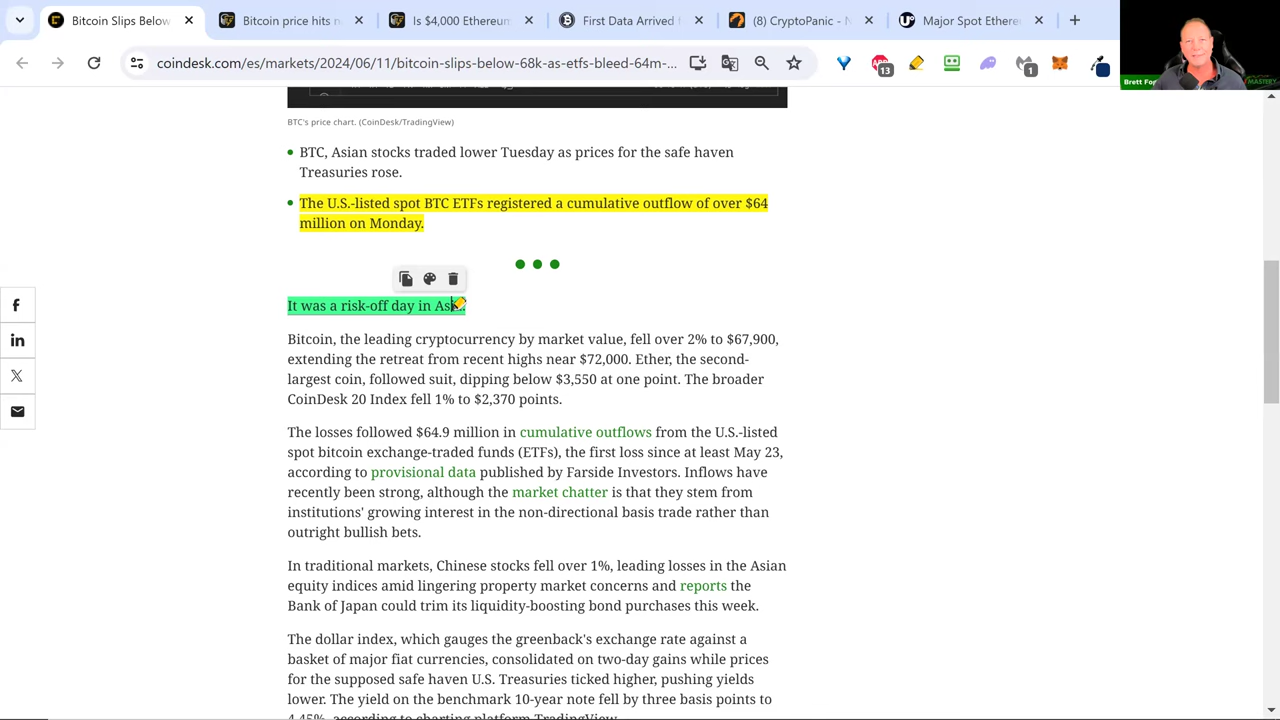 Bitcoin Slips Below
Bitcoin price hits n
Is $4,000 Ethereum
First Data Arrived f
(8) CryptoPanic - N
Major Spot Ethere
coindesk.com/es/markets/2024/06/11/bitcoin-slips-below-68k-as-etfs-bleed-64m-...
13
1
BTC's price chart. (CoinDesk/TradingView)
BTC, Asian stocks traded lower Tuesday as prices for the safe haven
Treasuries rose.
The U.S.-listed spot BTC ETFs registered a cumulative outflow of over $64
million on Monday.
It was a risk-off day in Asia.
Bitcoin, the leading cryptocurrency by market value, fell over 2% to $67,900,
extending the retreat from recent highs near $72,000. Ether, the second-
largest coin, followed suit, dipping below $3,550 at one point. The broader
CoinDesk 20 Index fell 1% to $2,370 points.
The losses followed $64.9 million in cumulative outflows from the U.S.-listed
spot bitcoin exchange-traded funds (ETFs), the first loss since at least May 23,
according to provisional data published by Farside Investors. Inflows have
recently been strong, although the market chatter is that they stem from
institutions' growing interest in the non-directional basis trade rather than
outright bullish bets.
In traditional markets, Chinese stocks fell over 1%, leading losses in the Asian
equity indices amid lingering property market concerns and reports the
Bank of Japan could trim its liquidity-boosting bond purchases this week.
The dollar index, which gauges the greenback's exchange rate against a
basket of major fiat currencies, consolidated on two-day gains while prices
for the supposed safe haven U.S. Treasuries ticked higher, pushing yields
lower. The yield on the benchmark 10-year note fell by three basis points to
4.45%, according to charting platform TradingView.